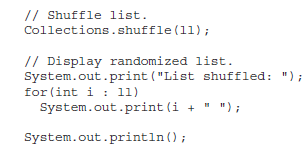 // Shuffle list.
Collections.shuffle(ll);
// Display randomized list.
System.out.print("List shuffled: ");
for(int i : ll)
System.out.print(i + " ");
System.out.println();